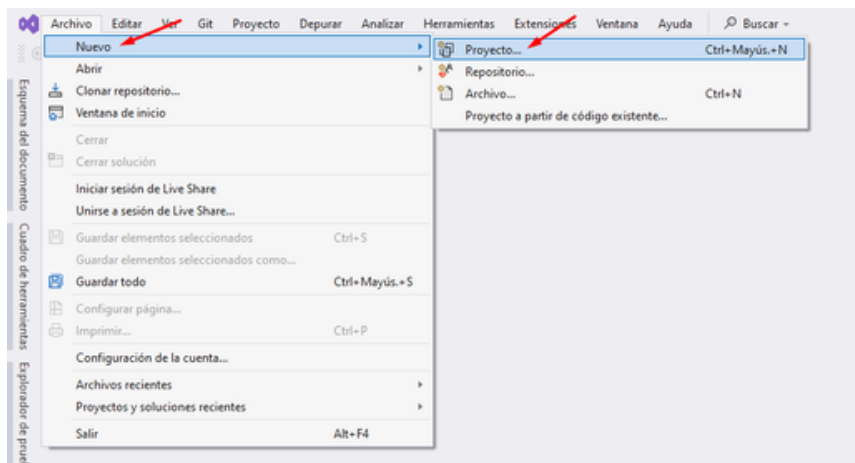 Archivo Editar Ver Git Proyecto Depurar Analizar Herramientas Extensiones Ventana Ayuda Buscar
Nuevo
Abrir
Clonar repositorio...
Ventana de inicio
Cerrar
Cerrar solución
Iniciar sesión de Live Share
Unirse a sesión de Live Share...
Guardar elementos seleccionados Ctrl+S
Guardar elementos seleccionados como...
Guardar todo Ctrl+Mayús.+S
Configurar página...
Imprimir... Ctrl+P
Configuración de la cuenta...
Archivos recientes
Proyectos y soluciones recientes
Salir Alt+F4
Proyecto... Ctrl+Mayús.+N
Repositorio...
Archivo... Ctrl+N
Proyecto a partir de código existente...
Esquema del documento
Cuadro de herramientas
Explorador de prue